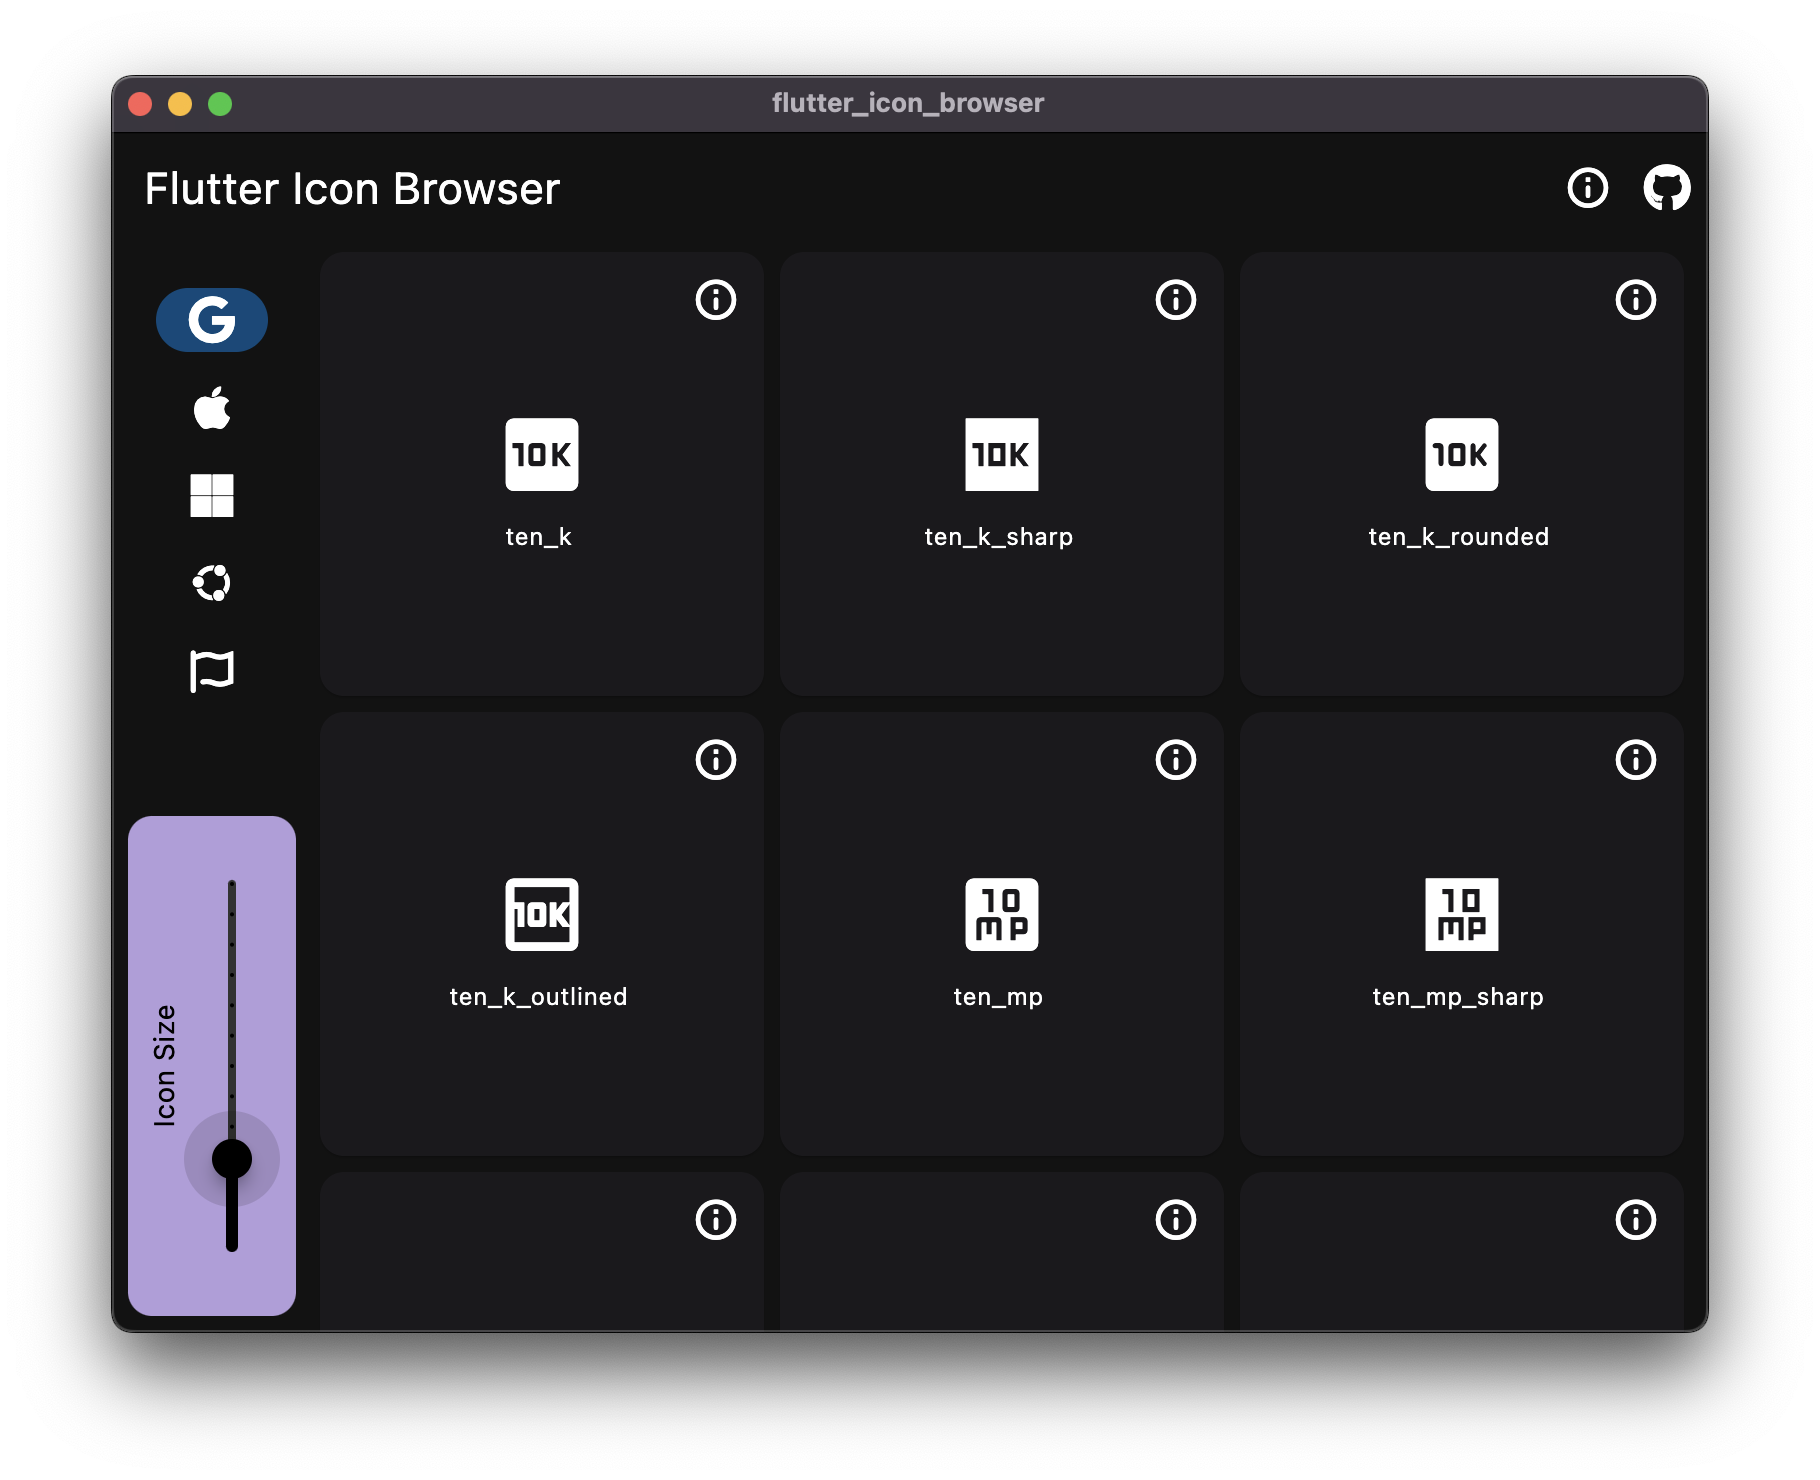 flutter_icon_browser
Flutter Icon Browser
G
10K
10K
10K
ten_k
ten_k_sharp
ten_k_rounded
10K
10
MP
10
MP
ten_k_outlined
ten_mp
ten_mp_sharp
Icon Size